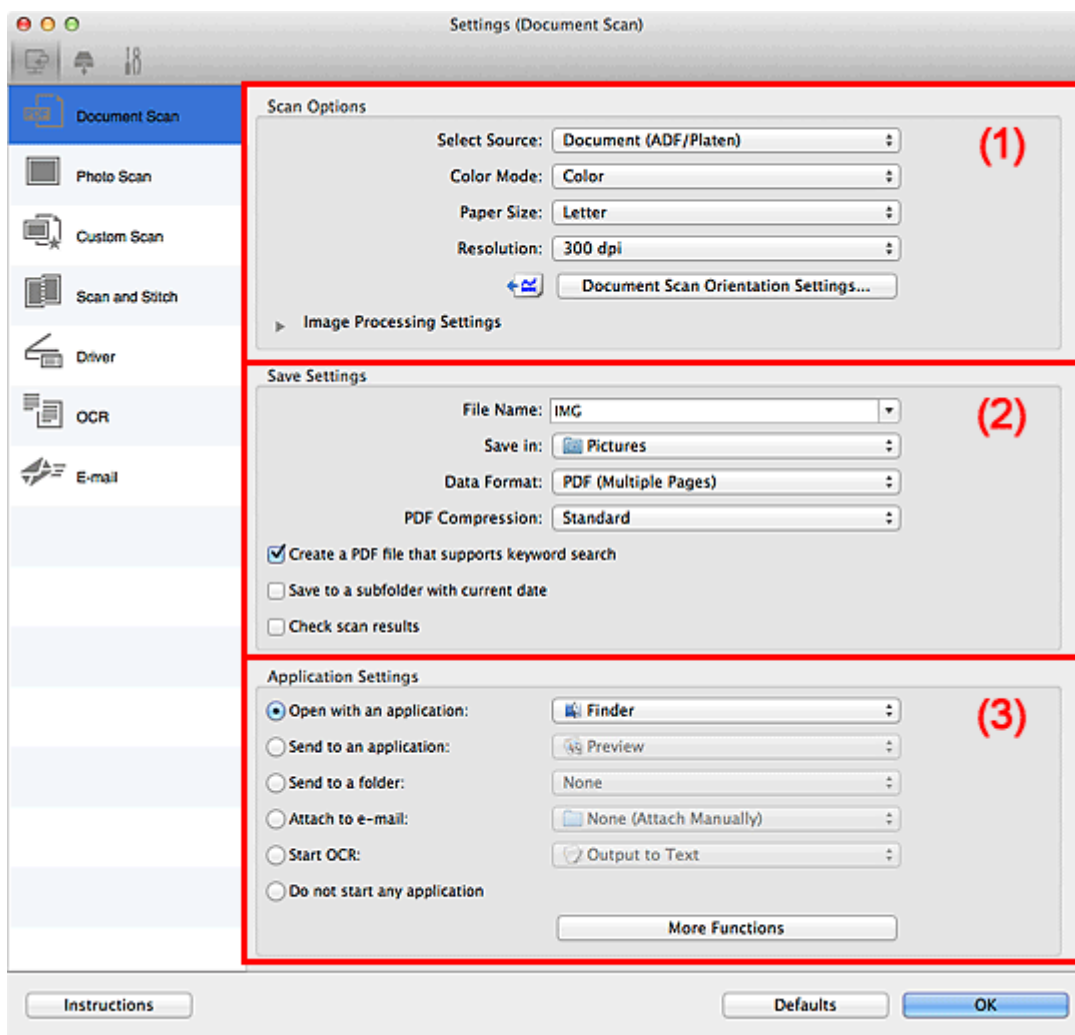 Settings (Document Scan)
Document Scan
Photo Scan
Custom Scan
Scan and Stitch
Driver
OCR
E-mail
Scan Options
(1)
Select Source: Document (ADF/Platen)
Color Mode: Color
Paper Size: Letter
Resolution: 300 dpi
Document Scan Orientation Settings...
Image Processing Settings
Save Settings
(2)
File Name: IMG
Save in: Pictures
Data Format: PDF (Multiple Pages)
PDF Compression: Standard
Create a PDF file that supports keyword search
Save to a subfolder with current date
Check scan results
Application Settings
(3)
Open with an application: Finder
Send to an application: Preview
Send to a folder: None
Attach to e-mail: None (Attach Manually)
Start OCR: Output to Text
Do not start any application
More Functions
Instructions Defaults OK